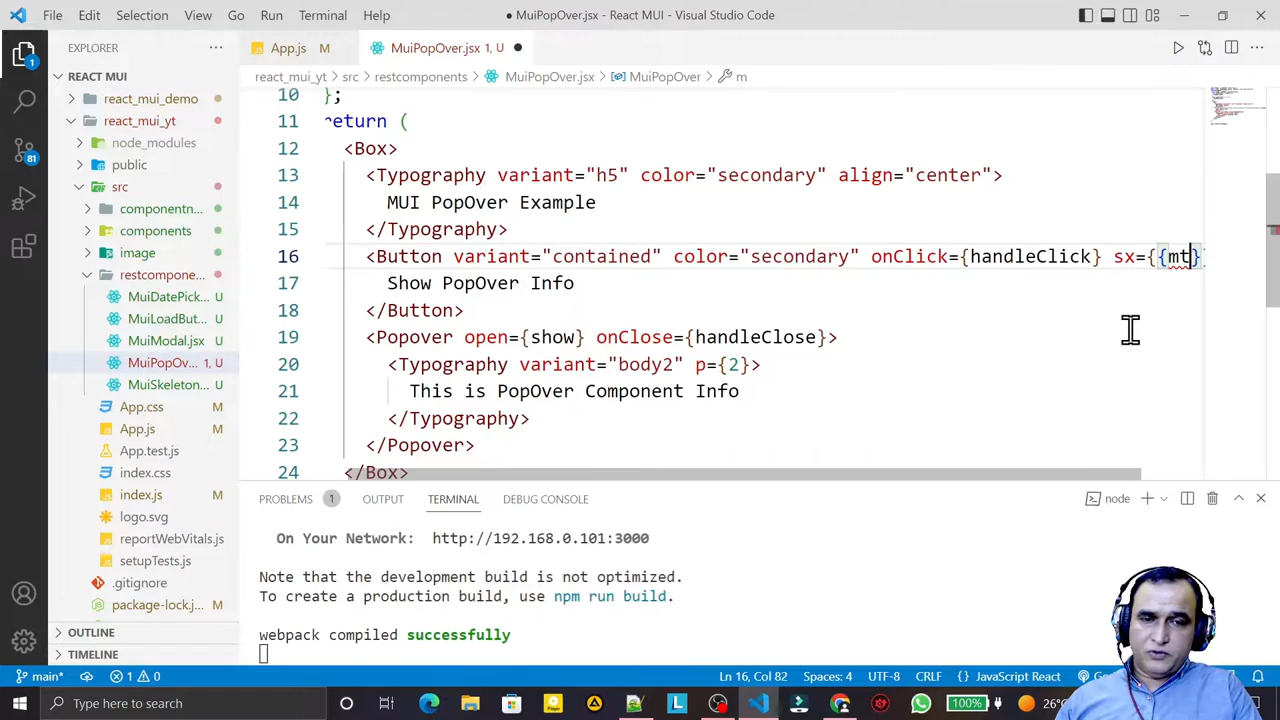 File Edit Selection View Go Run Terminal Help
● MuiPopOver.jsx - React MUI - Visual Studio Code
EXPLORER
App.js M
MuiPopOver.jsx 1, U
REACT MUI
react_mui_yt > src > restcomponents > MuiPopOver.jsx > MuiPopOver > m
react_mui_demo
react_mui_yt
node_modules
public
src
componentn...
components
image
restcompone...
MuiDatePick... U
MuiLoadBut... U
MuiModal.jsx U
MuiPopOv... 1, U
MuiSkeleton... U
App.css M
App.js M
App.test.js
index.css M
index.js M
logo.svg
reportWebVitals.js
setupTests.js
.gitignore
package-lock.j...
OUTLINE
TIMELINE
1
81
10 };
11 return (
12 <Box>
13 <Typography variant="h5" color="secondary" align="center">
14 MUI PopOver Example
15 </Typography>
16 <Button variant="contained" color="secondary" onClick={handleClick} sx={{mt}
17 Show PopOver Info
18 </Button>
19 <Popover open={show} onClose={handleClose}>
20 <Typography variant="body2" p={2}>
21 This is PopOver Component Info
22 </Typography>
23 </Popover>
24 </Box>
PROBLEMS 1 OUTPUT TERMINAL DEBUG CONSOLE
node
On Your Network: http://192.168.0.101:3000
Note that the development build is not optimized.
To create a production build, use npm run build.
webpack compiled successfully
main* 1 0
Ln 16, Col 82 Spaces: 4 UTF-8 CRLF {} JavaScript React
Type here to search
100%
26°